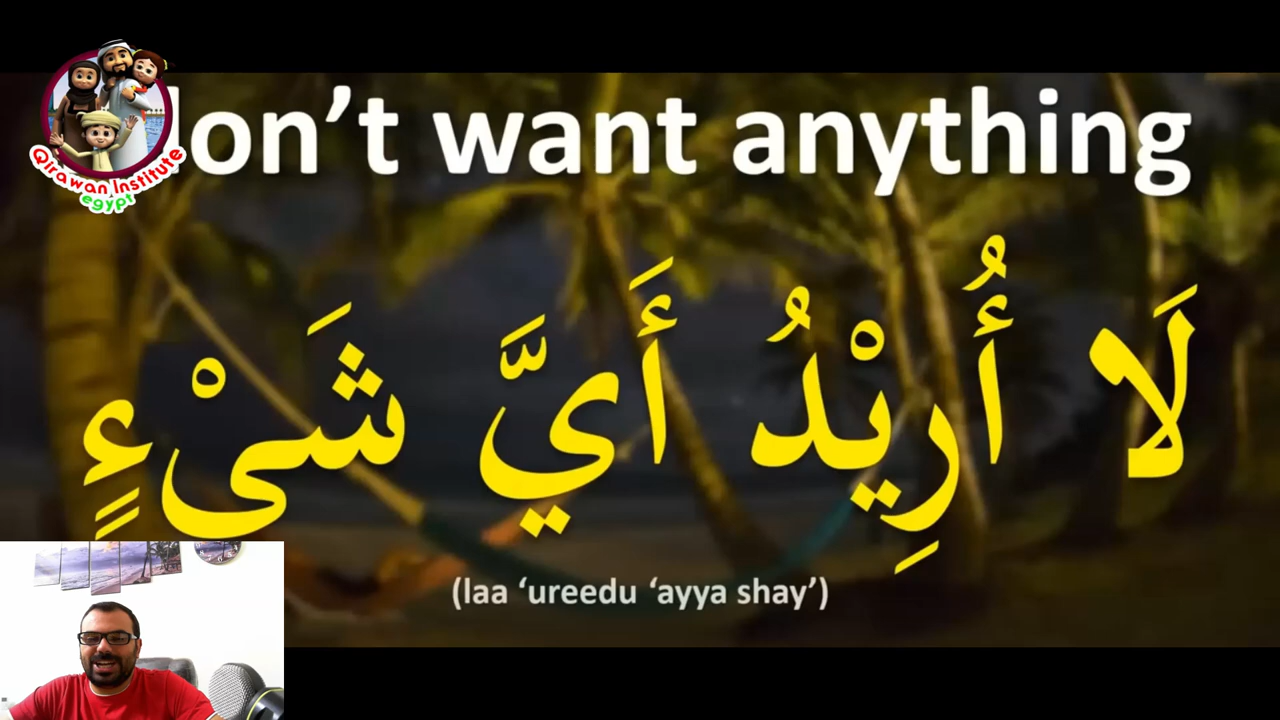 Qirawan Institute
egypt
don't want anything
لَا أُرِيْدُ أَيَّ شَيْءٍ
(laa ‘ureedu ‘ayya shay’)